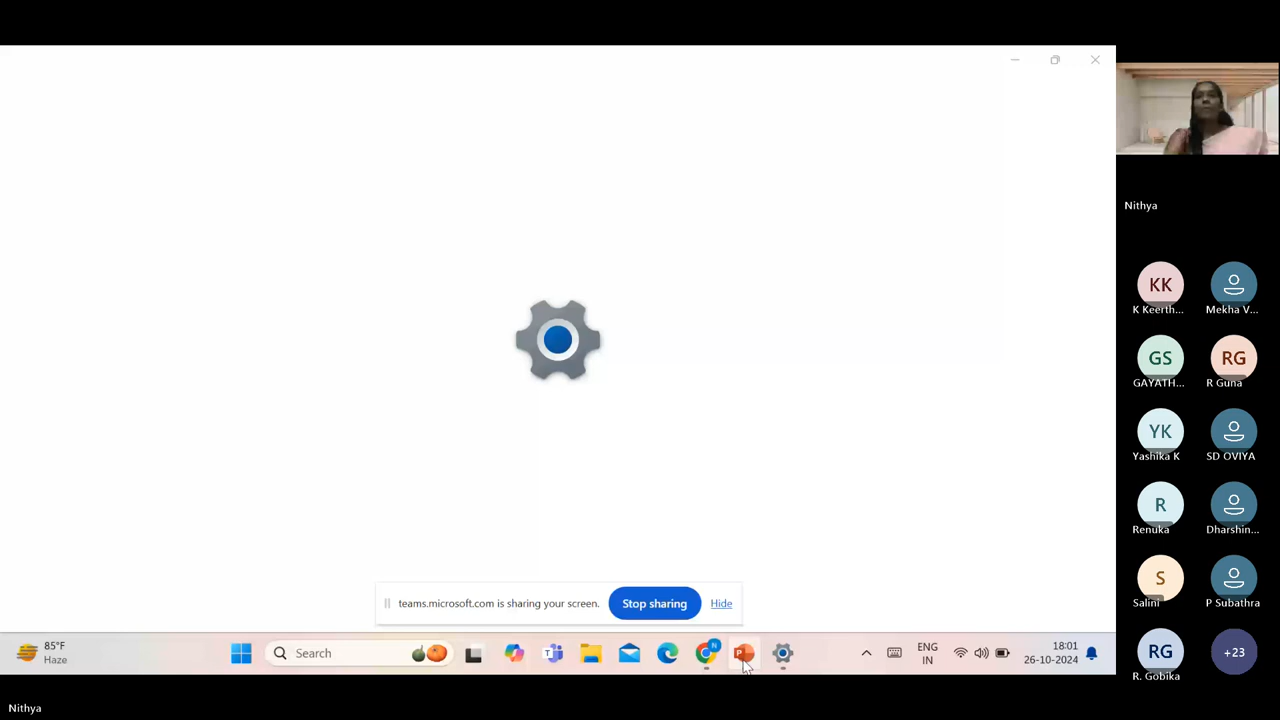 Nithya
KK
K Keerth...
Mekha V...
GS
GAYATH...
RG
R Guna
YK
Yashika K
SD OVIYA
R
Renuka
Dharshin...
S
Salini
P Subathra
RG
R. Gobika
+23
teams.microsoft.com is sharing your screen.
Stop sharing
Hide
85°F
Haze
Search
N
P
ENG
IN
18:01
26-10-2024
Nithya